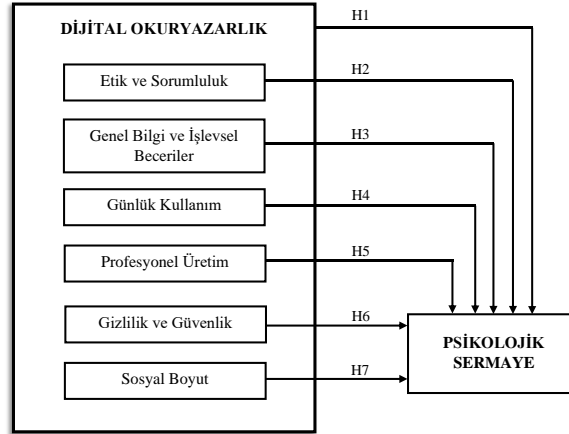 DİJİTAL OKURYAZARLIK
H1
Etik ve Sorumluluk
H2
Genel Bilgi ve İşlevsel
Beceriler
H3
Günlük Kullanım
H4
Profesyonel Üretim
H5
Gizlilik ve Güvenlik
H6
Sosyal Boyut
H7
PSİKOLOJİK
SERMAYE